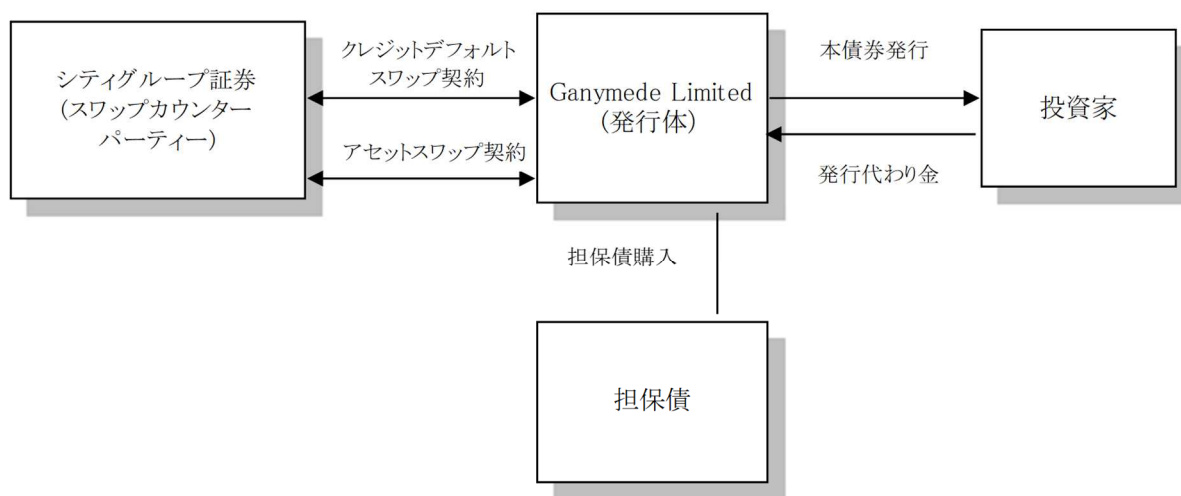 シティグループ証券
(スワップカウンター
パーティー)
クレジットデフォルト
スワップ契約
アセットスワップ契約
Ganymede Limited
(発行体)
本債券発行
発行代わり金
投資家
担保債購入
担保債